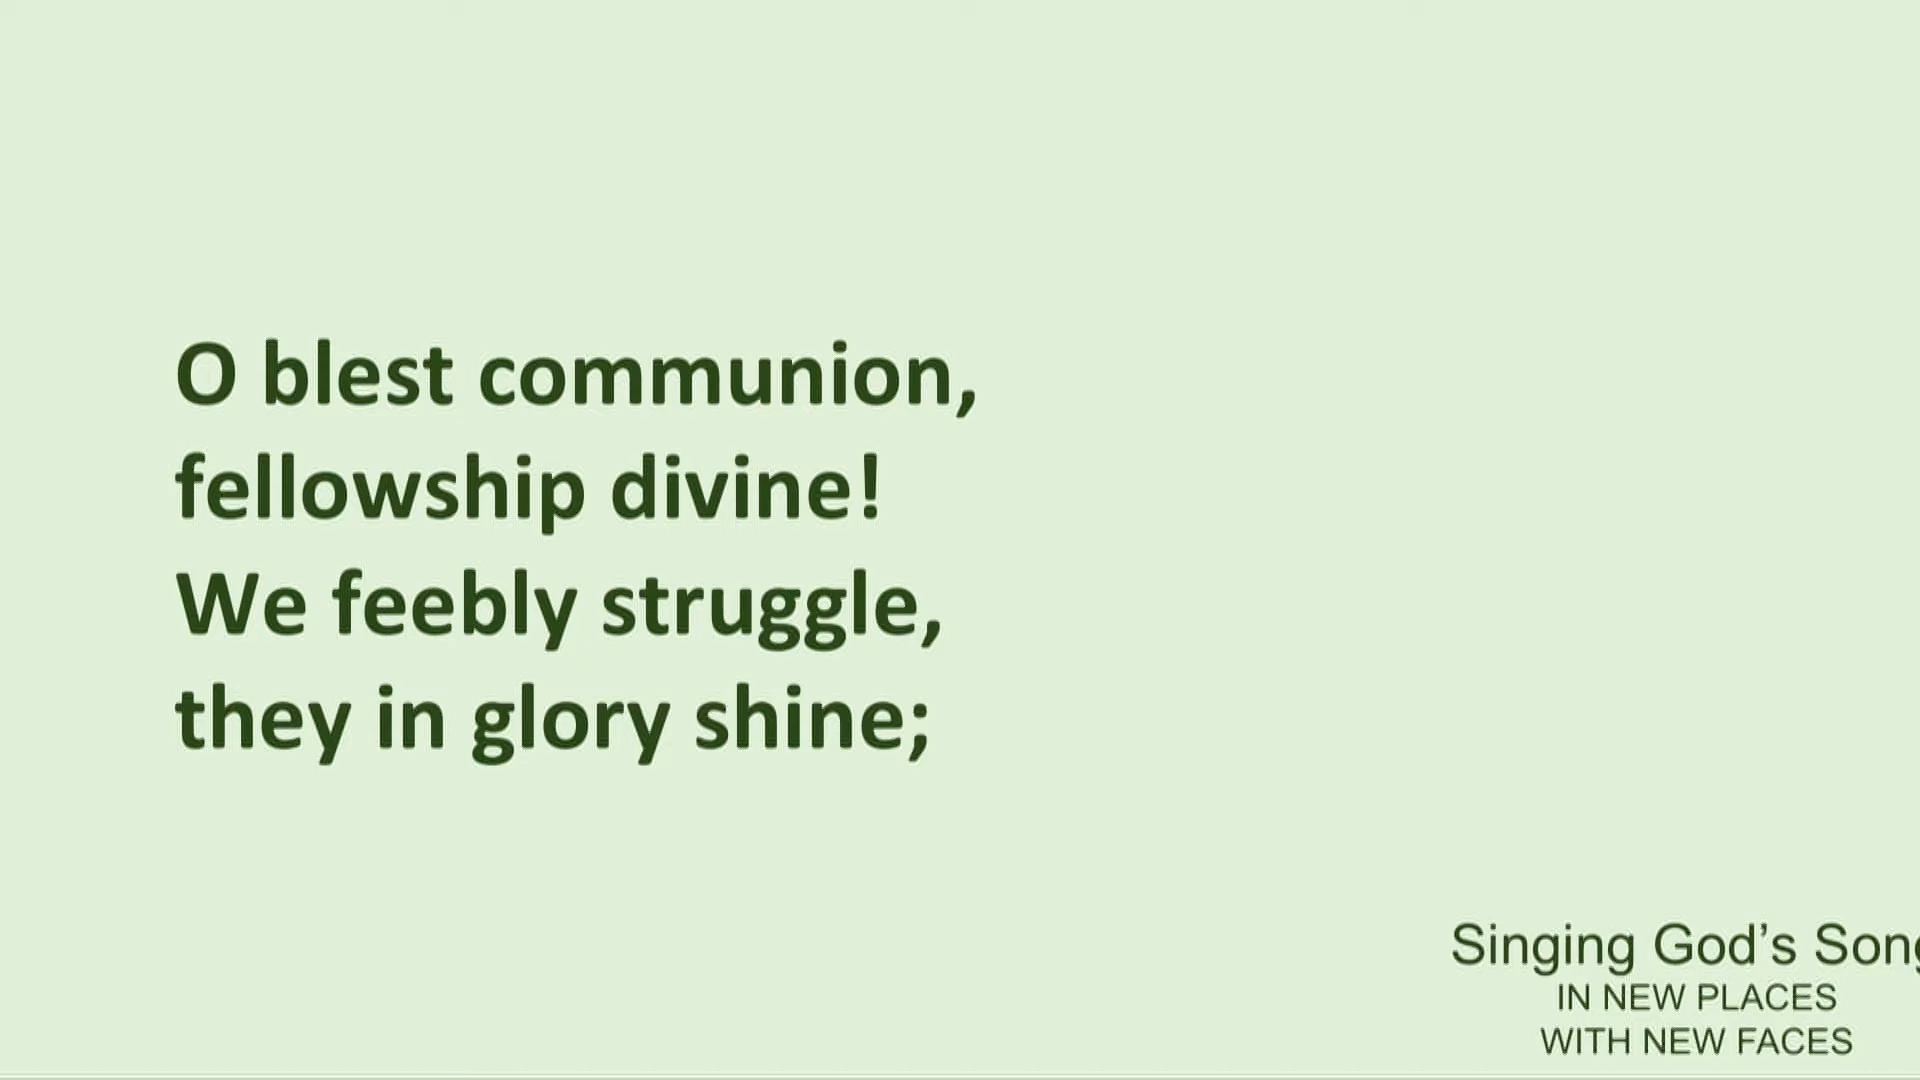 O blest communion,
fellowship divine!
We feebly struggle,
they in glory shine;
Singing God's Song
IN NEW PLACES
WITH NEW FACES